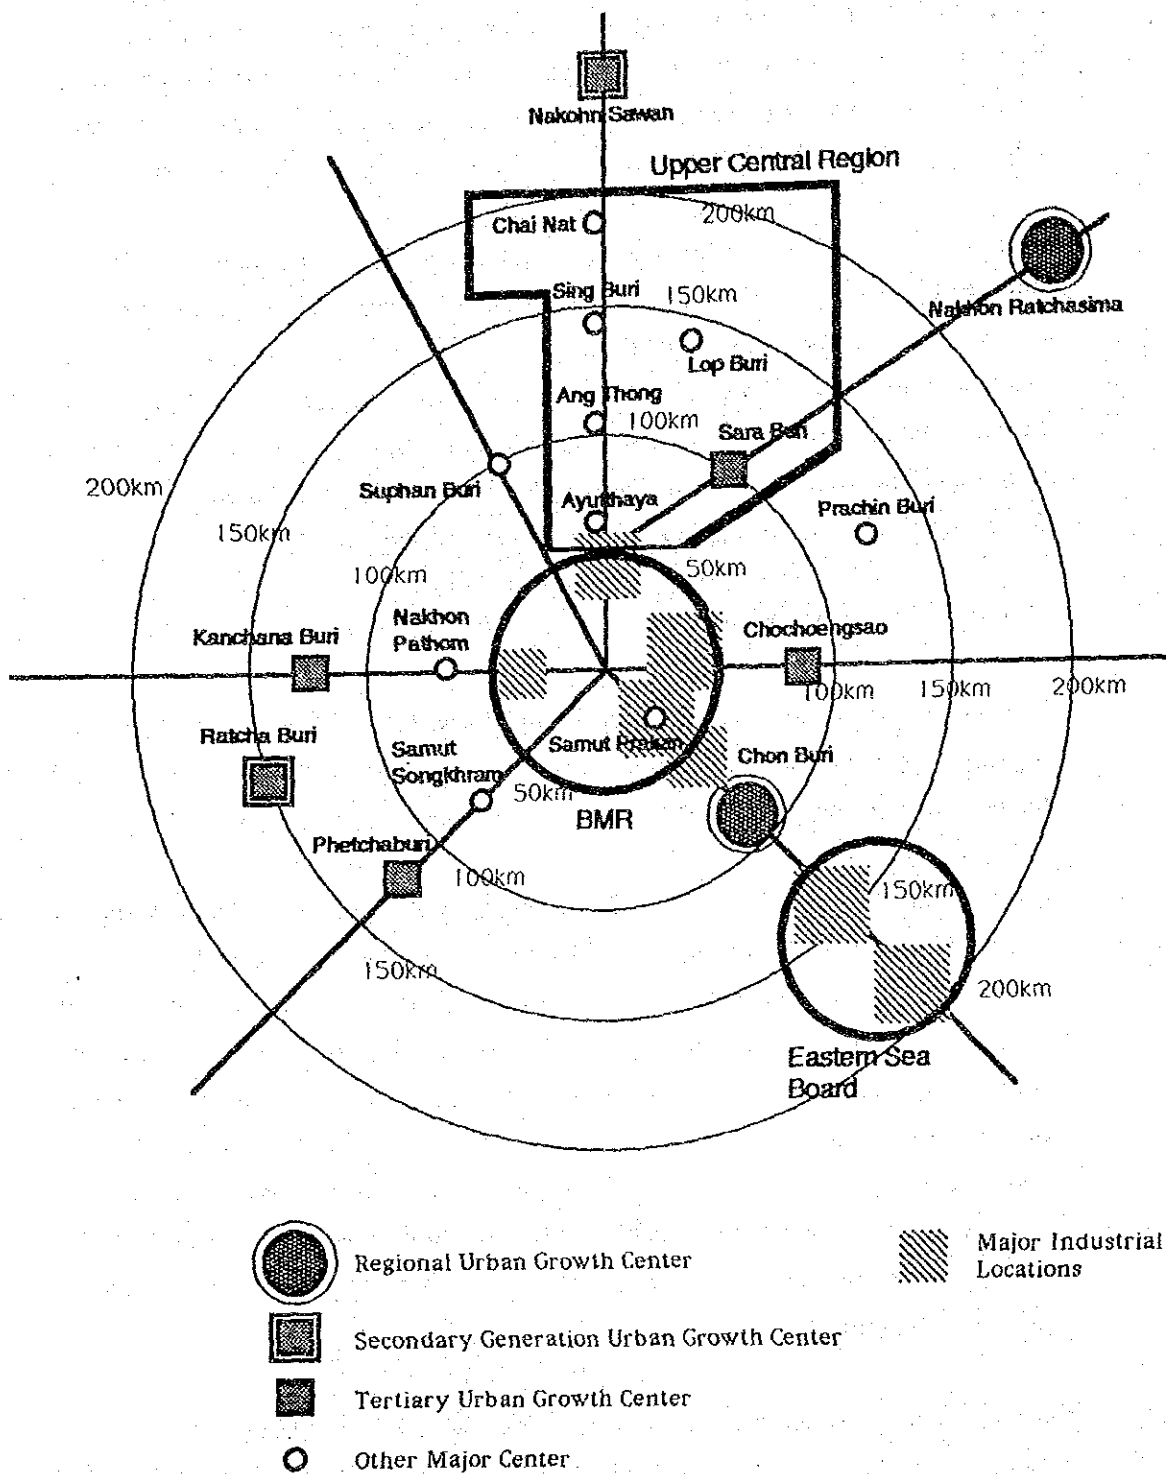 Nakohn Sawan
Upper Central Region
200km
Chai Nat
Sing Buri
150km
Nakhon Ratchasima
Lop Buri
Ang Thong
100km
Sara Buri
200km
Suphan Buri
Ayutthaya
Prachin Buri
150km
100km
50km
Nakhon
Pathom
Kanchana Buri
Chochoengsao
100km
150km
200km
Ratcha Buri
Samut
Songkhram
Samut Prakan
Chon Buri
50km
BMR
Phetchaburi
100km
150km
150km
200km
Eastern Sea
Board
Regional Urban Growth Center
Major Industrial
Locations
Secondary Generation Urban Growth Center
Tertiary Urban Growth Center
Other Major Center